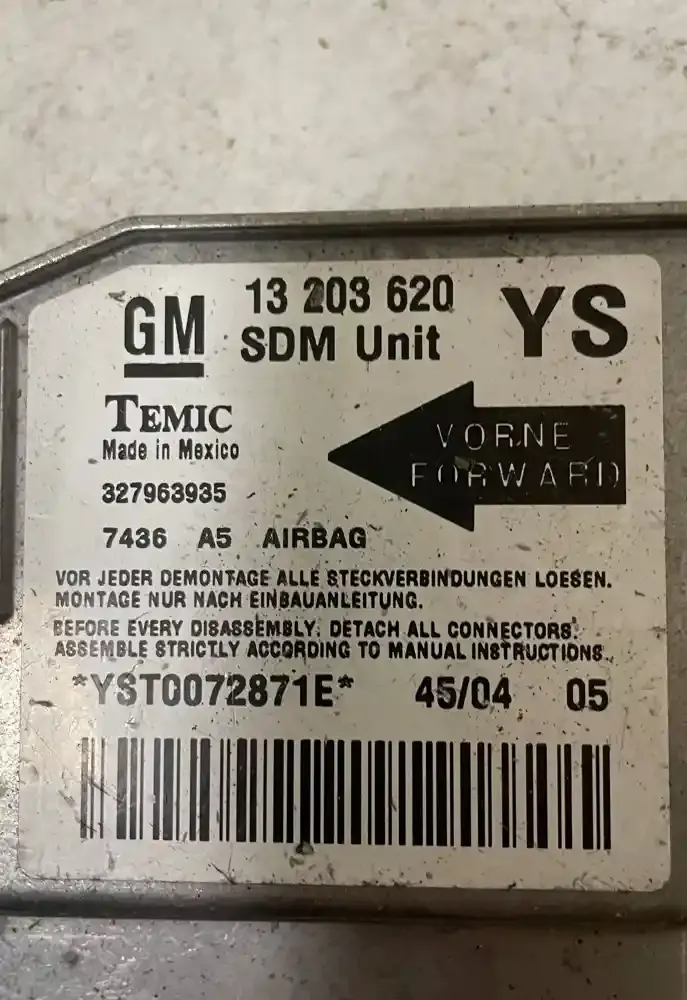 GM
13 203 620
SDM Unit
YS
TEMIC
Made in Mexico
327963935
VORNE
FORWARD
7436 A5 AIRBAG
VOR JEDER DEMONTAGE ALLE STECKVERBINDUNGEN LOESEN.
MONTAGE NUR NACH EINBAUANLEITUNG.
BEFORE EVERY DISASSEMBLY. DETACH ALL CONNECTORS.
ASSEMBLE STRICTLY ACCORDING TO MANUAL INSTRUCTIONS.
*YST0072871E* 45/04 05